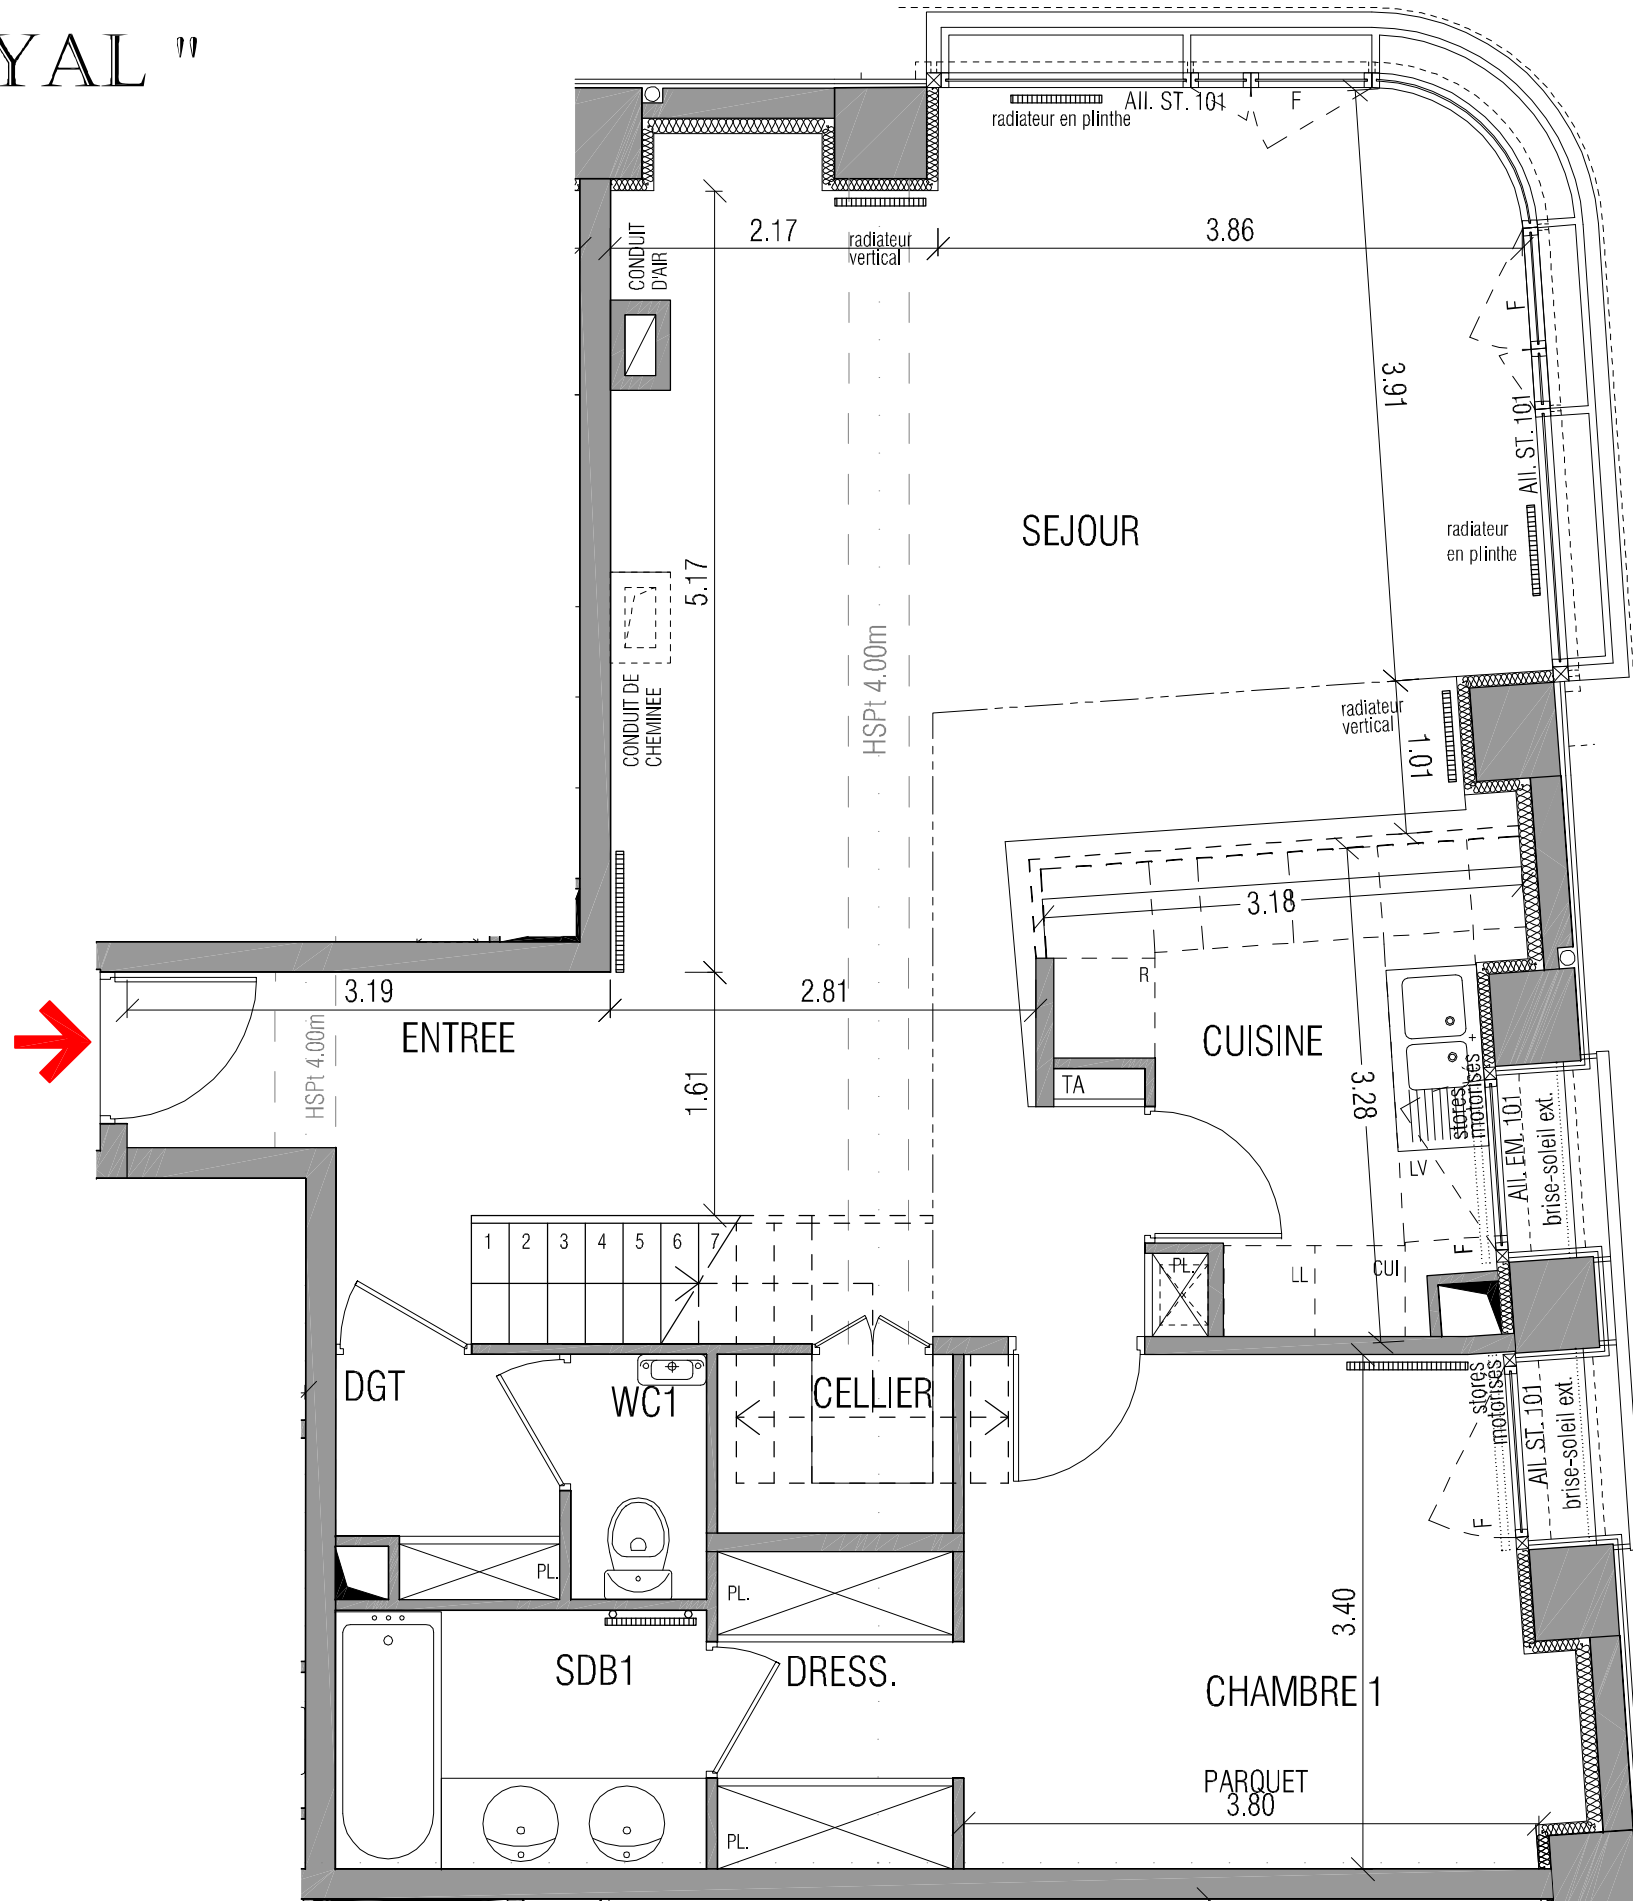 YAL "
All. ST. 101
F
radiateur en plinthe
2.17
3.86
radiateur
vertical
CONDUIT
D'AIR
F
3.91
All. ST. 101
SEJOUR
radiateur
en plinthe
5.17
HSPt 4.00m
CONDUIT DE
CHEMINEE
radiateur
vertical
1.01
3.18
R
3.19
2.81
ENTREE
CUISINE
HSPt 4.00m
TA
1.61
3.28
stores +
motorisés
All. EM. 101
brise-soleil ext.
LV
1 2 3 4 5 6 7
F
PL.
LL
CUI
DGT
WC1
CELLIER
stores
motorisés
All. ST. 101
brise-soleil ext.
F
PL.
PL.
3.40
SDB1
DRESS.
CHAMBRE 1
PARQUET
3.80
PL.